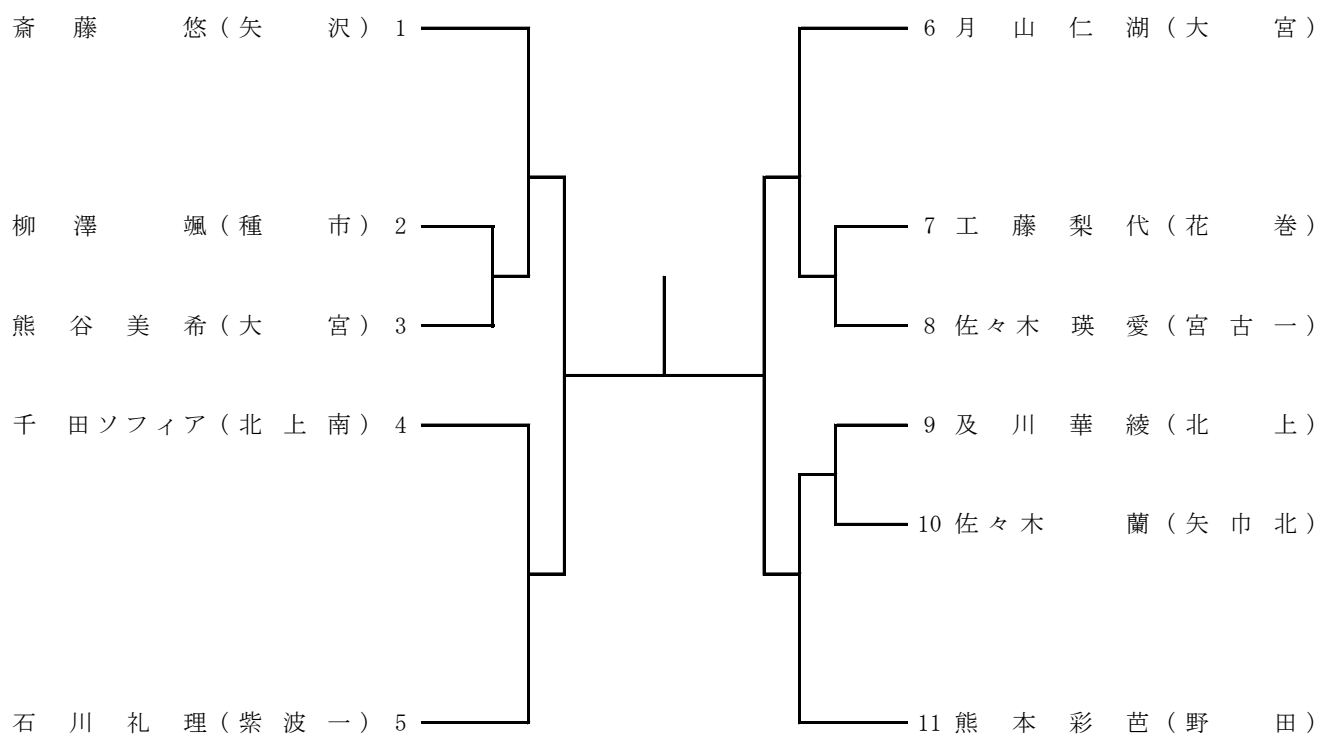 斎藤 悠(矢 沢) 1
柳澤 颯(種 市) 2
熊谷美希(大 宮) 3
千田ソフィア(北上南) 4
石川礼理(紫波一) 5
6 月山仁湖(大 宮)
7 工藤梨代(花 巻)
8 佐々木瑛愛(宮古一)
9 及川華綾(北 上)
10 佐々木 蘭(矢巾北)
11 熊本彩芭(野 田)